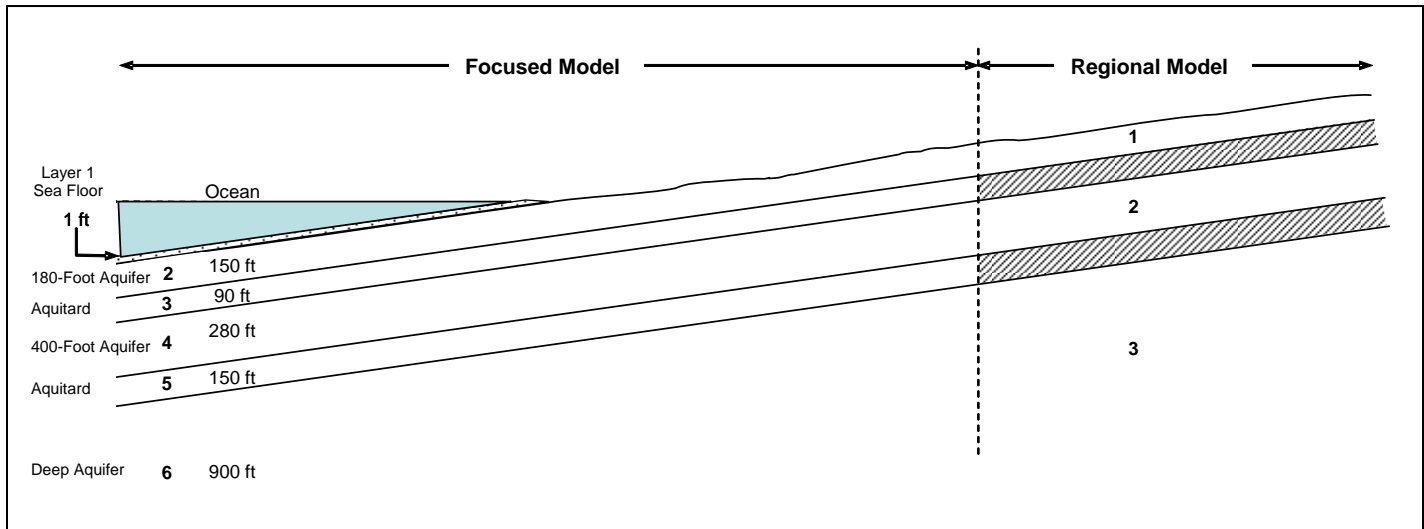 Focused Model
Regional Model
1
Layer 1
Sea Floor
Ocean
1 ft
2
180-Foot Aquifer 2 150 ft
Aquitard 3 90 ft
400-Foot Aquifer 4 280 ft
3
Aquitard 5 150 ft
Deep Aquifer 6 900 ft